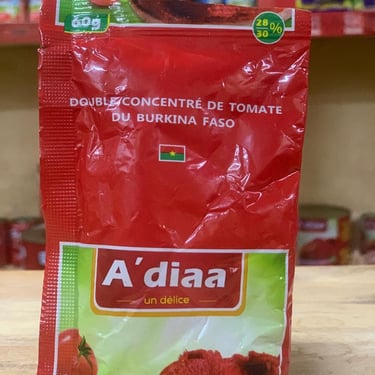 60g
28
30 %
DOUBLE CONCENTRÉ DE TOMATE
DU BURKINA FASO
A'diaa
un délice